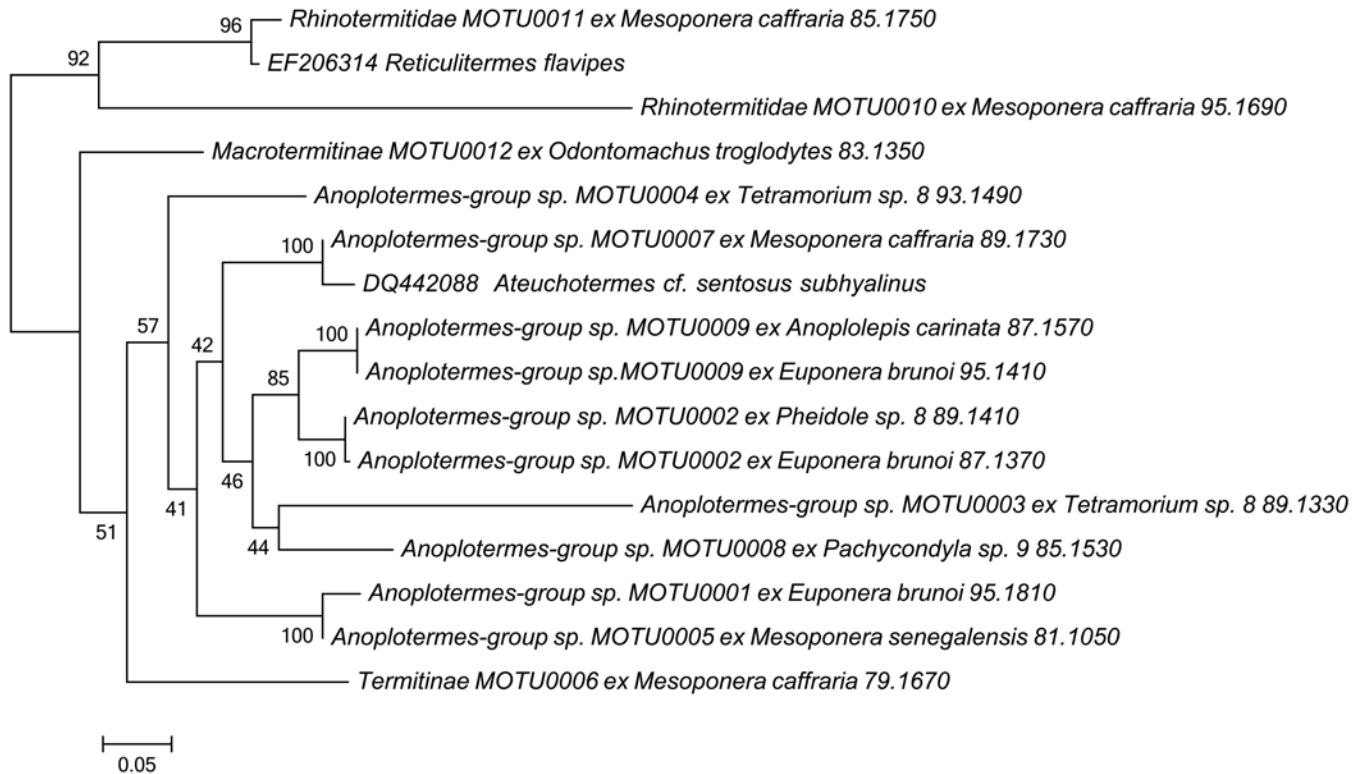 Rhinotermitidae MOTU0011 ex Mesoponera caffraria 85.1750
96
EF206314 Reticulitermes flavipes
92
Rhinotermitidae MOTU0010 ex Mesoponera caffraria 95.1690
Macrotermitinae MOTU0012 ex Odontomachus troglodytes 83.1350
Anoplotermes-group sp. MOTU0004 ex Tetramorium sp. 8 93.1490
Anoplotermes-group sp. MOTU0007 ex Mesoponera caffraria 89.1730
100
DQ442088 Ateuchotermes cf. sentosus subhyalinus
57
Anoplotermes-group sp. MOTU0009 ex Anoplolepis carinata 87.1570
100
42
Anoplotermes-group sp.MOTU0009 ex Euponera brunoi 95.1410
85
Anoplotermes-group sp. MOTU0002 ex Pheidole sp. 8 89.1410
Anoplotermes-group sp. MOTU0002 ex Euponera brunoi 87.1370
100
46
Anoplotermes-group sp. MOTU0003 ex Tetramorium sp. 8 89.1330
41
51
44
Anoplotermes-group sp. MOTU0008 ex Pachycondyla sp. 9 85.1530
Anoplotermes-group sp. MOTU0001 ex Euponera brunoi 95.1810
100
Anoplotermes-group sp. MOTU0005 ex Mesoponera senegalensis 81.1050
Termitinae MOTU0006 ex Mesoponera caffraria 79.1670
0.05